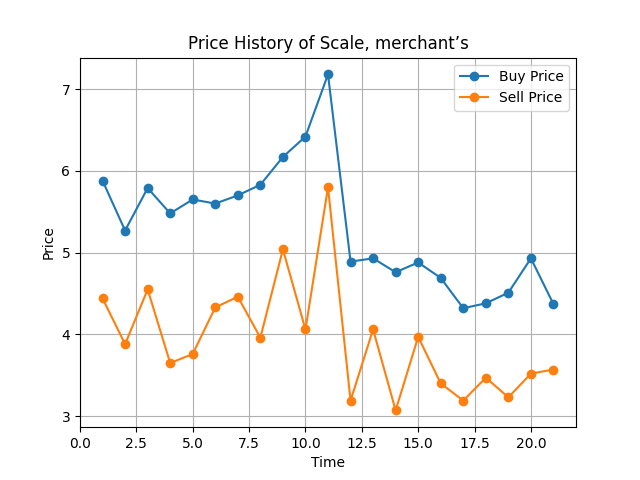 Price History of Scale, merchant’s
Buy Price
Sell Price
Price
7
6
5
4
3
0.0 2.5 5.0 7.5 10.0 12.5 15.0 17.5 20.0
Time